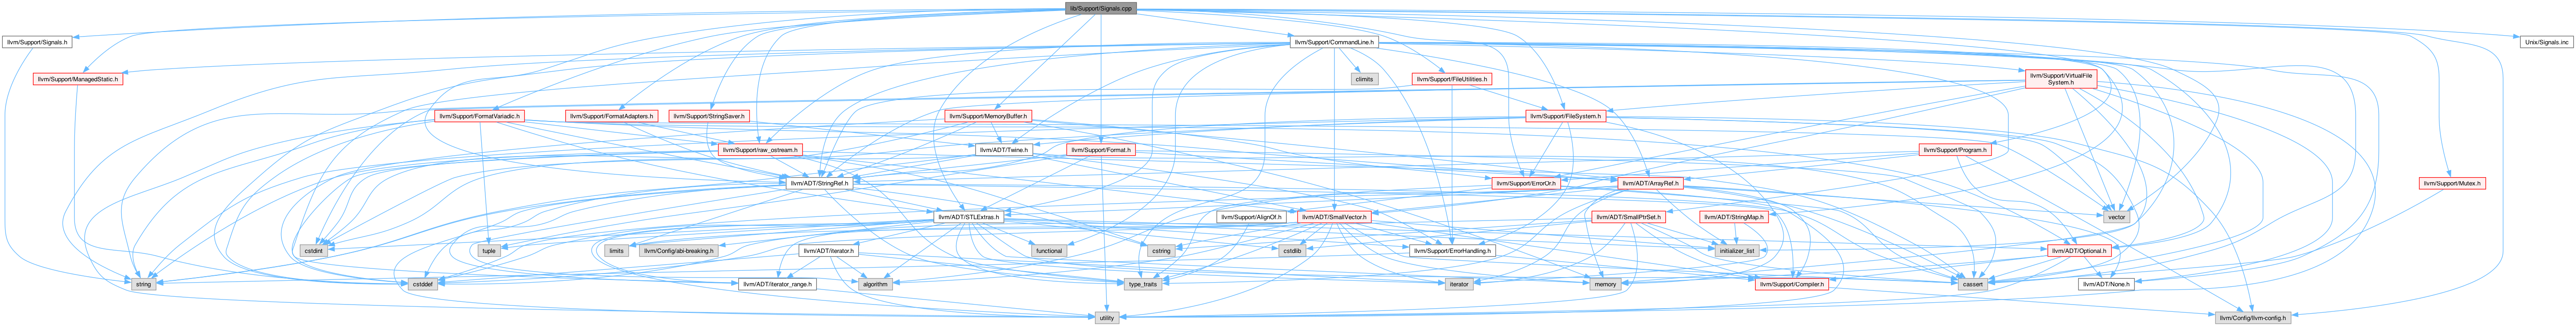 lib/Support/Signals.cpp
llvm/Support/Signals.h
llvm/Support/CommandLine.h
Unix/Signals.inc
llvm/Support/ManagedStatic.h
climits
llvm/Support/FileUtilities.h
llvm/Support/VirtualFile
System.h
llvm/Support/FormatVariadic.h
llvm/Support/FormatAdapters.h
llvm/Support/StringSaver.h
llvm/Support/MemoryBuffer.h
llvm/Support/FileSystem.h
llvm/Support/raw_ostream.h
llvm/ADT/Twine.h
llvm/Support/Format.h
llvm/Support/Program.h
llvm/ADT/StringRef.h
llvm/Support/ErrorOr.h
llvm/ADT/ArrayRef.h
llvm/Support/Mutex.h
llvm/ADT/STLExtras.h
llvm/Support/AlignOf.h
llvm/ADT/SmallVector.h
llvm/ADT/SmallPtrSet.h
llvm/ADT/StringMap.h
vector
cstdint
tuple
limits
llvm/Config/abi-breaking.h
llvm/ADT/iterator.h
functional
cstring
cstdlib
llvm/Support/ErrorHandling.h
initializer_list
llvm/ADT/Optional.h
string
cstddef
llvm/ADT/iterator_range.h
algorithm
type_traits
iterator
memory
llvm/Support/Compiler.h
cassert
llvm/ADT/None.h
utility
llvm/Config/llvm-config.h